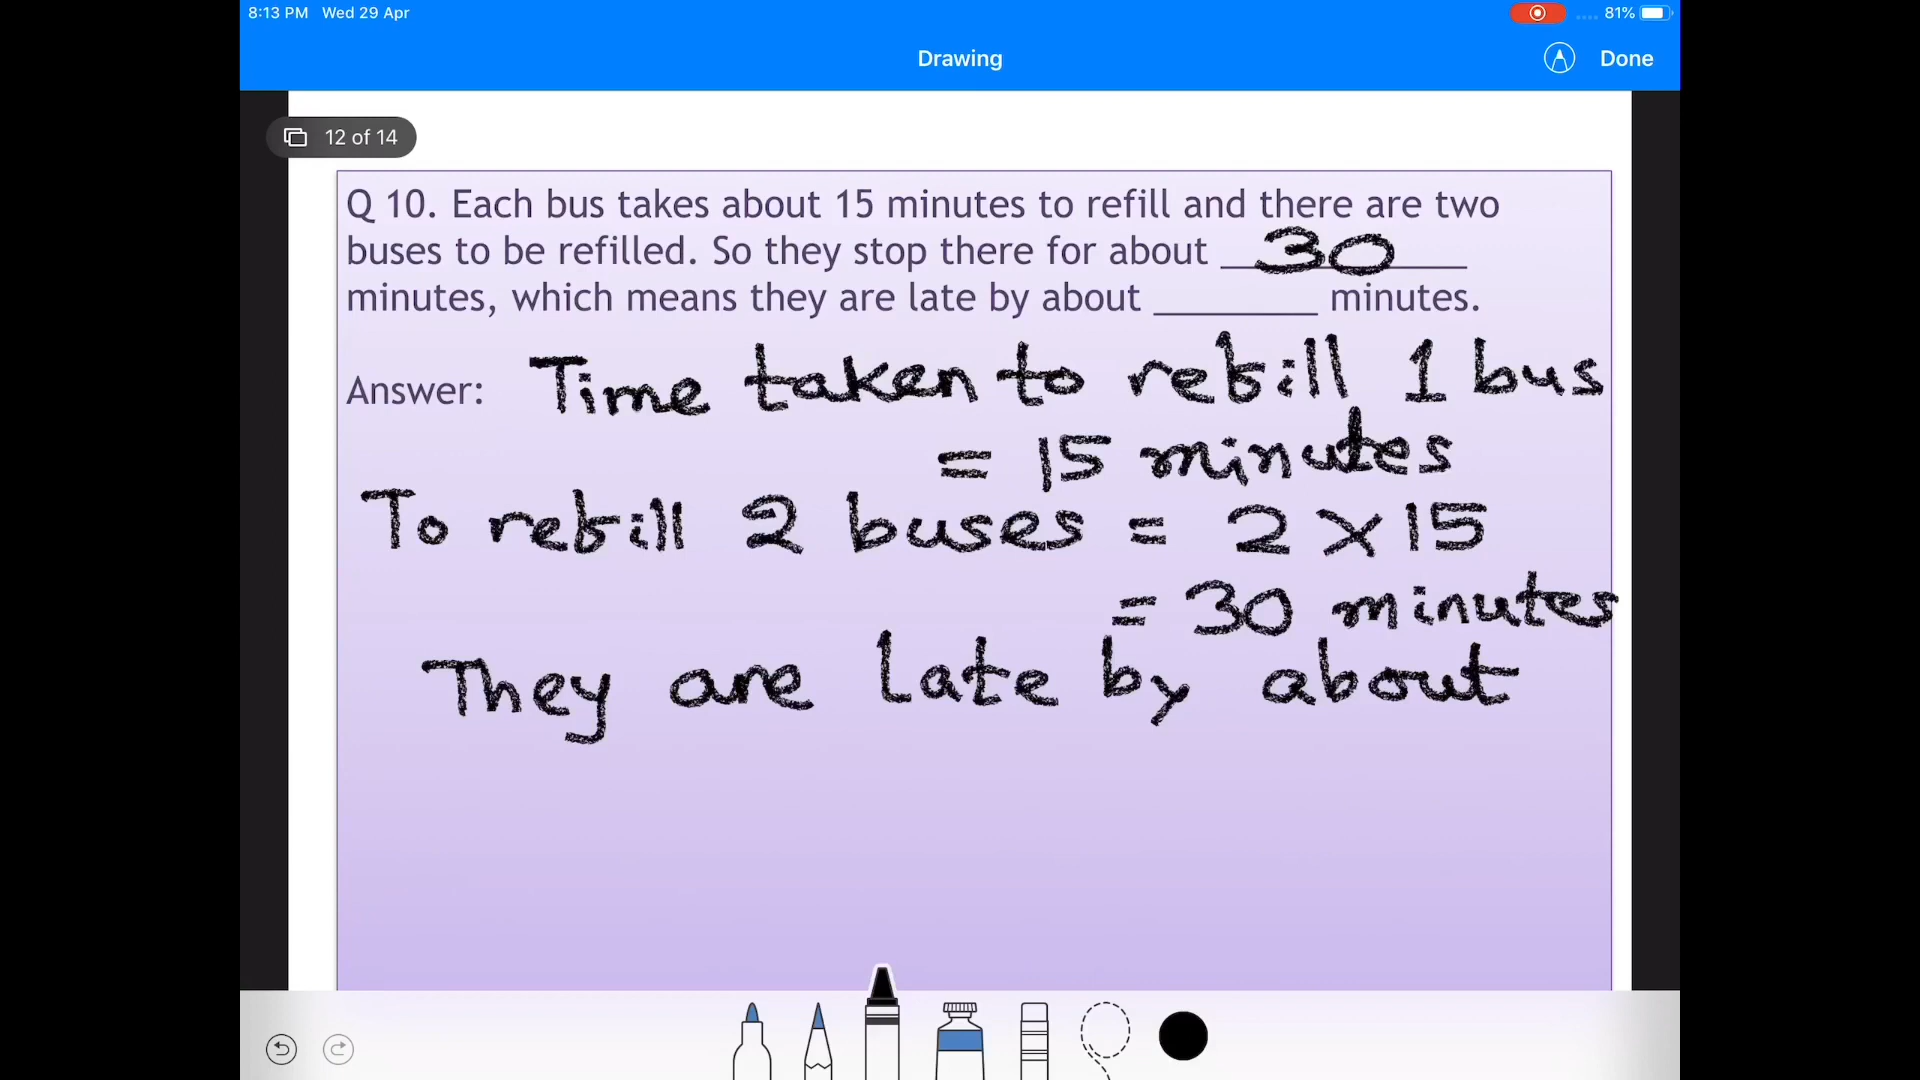 8:13 PM Wed 29 Apr
81%
Drawing
Done
12 of 14
Q 10. Each bus takes about 15 minutes to refill and there are two
buses to be refilled. So they stop there for about 30
minutes, which means they are late by about ________ minutes.
Answer: Time taken to refill 1 bus
= 15 minutes
To refill 2 buses = 2 × 15
= 30 minutes
They are late by about